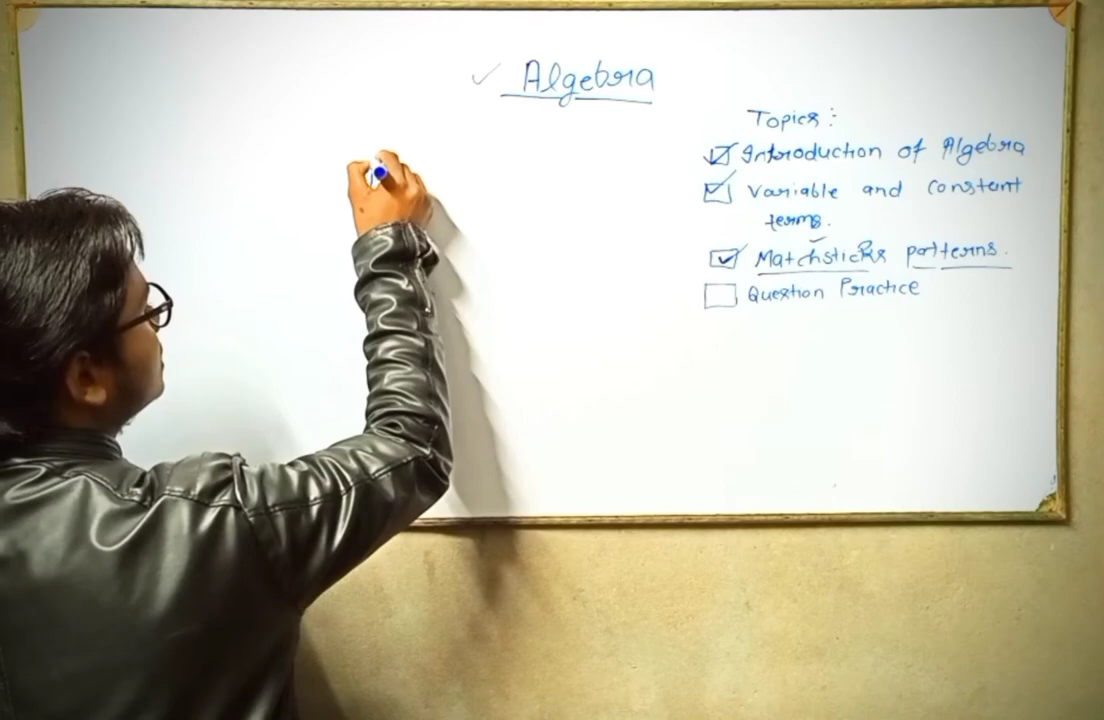 Algebra
Topics :
Introduction of Algebra
Variable and Constant
terms.
Matchsticks patterns.
Question Practice